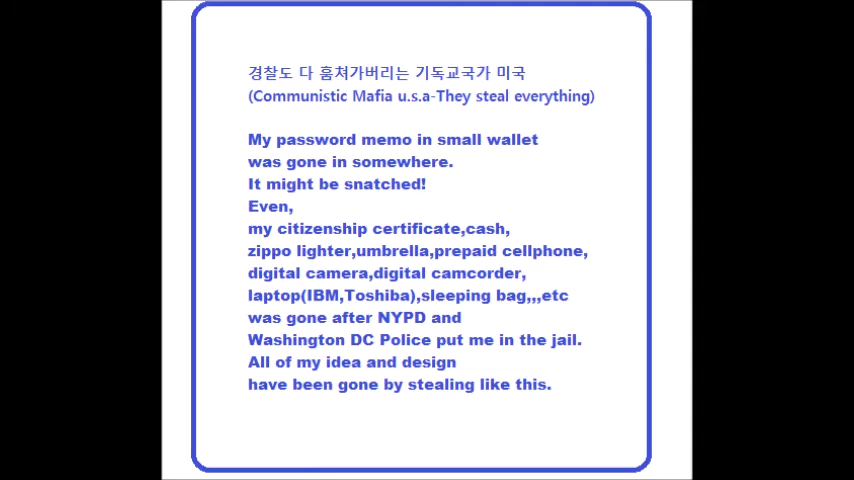 경찰도 다 훔쳐가버리는 기독교국가 미국
(Communistic Mafia u.s.a-They steal everything)
My password memo in small wallet
was gone in somewhere.
It might be snatched!
Even,
my citizenship certificate,cash,
zippo lighter,umbrella,prepaid cellphone,
digital camera,digital camcorder,
laptop(IBM,Toshiba),sleeping bag,,,etc
was gone after NYPD and
Washington DC Police put me in the jail.
All of my idea and design
have been gone by stealing like this.